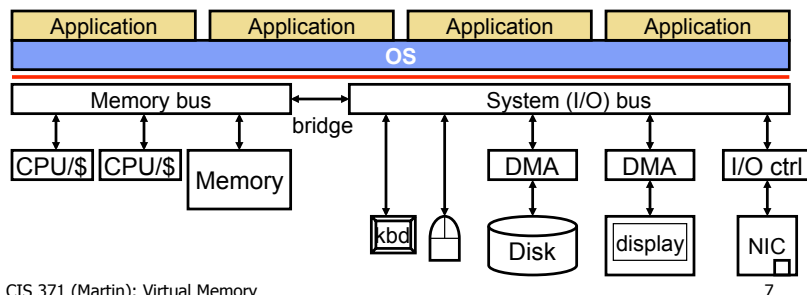 Application Application Application Application
OS
Memory bus System (I/O) bus
bridge
CPU/$ CPU/$ Memory DMA DMA I/O ctrl
kbd Disk display NIC
CIS 371 (Martin): Virtual Memory 7